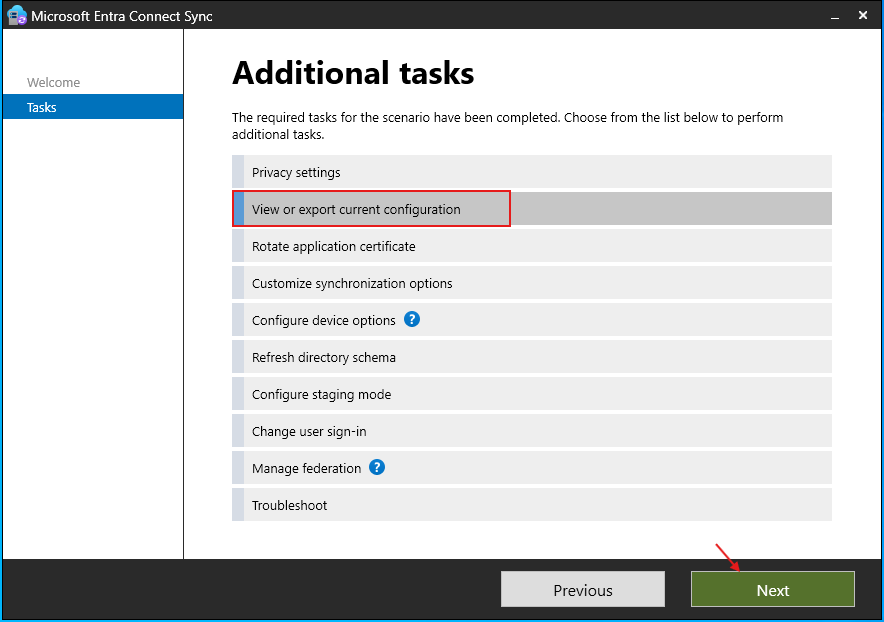 Microsoft Entra Connect Sync
Welcome
Tasks
Additional tasks
The required tasks for the scenario have been completed. Choose from the list below to perform
additional tasks.
Privacy settings
View or export current configuration
Rotate application certificate
Customize synchronization options
Configure device options ?
Refresh directory schema
Configure staging mode
Change user sign-in
Manage federation ?
Troubleshoot
Previous
Next